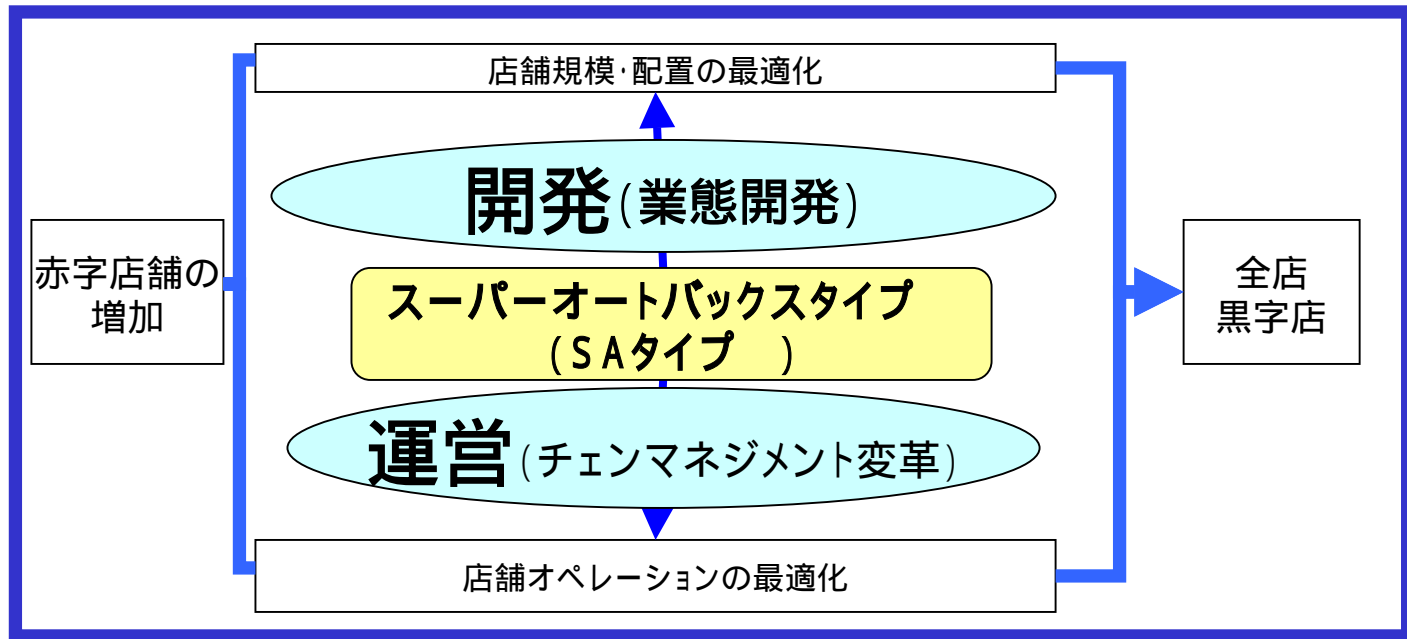 店舗規模･配置の最適化
開発(業態開発)
赤字店舗の
増加
スーパーオートバックスタイプ
(ＳＡタイプ　)
全店
黒字店
運営(チェンマネジメント変革)
店舗オペレーションの最適化